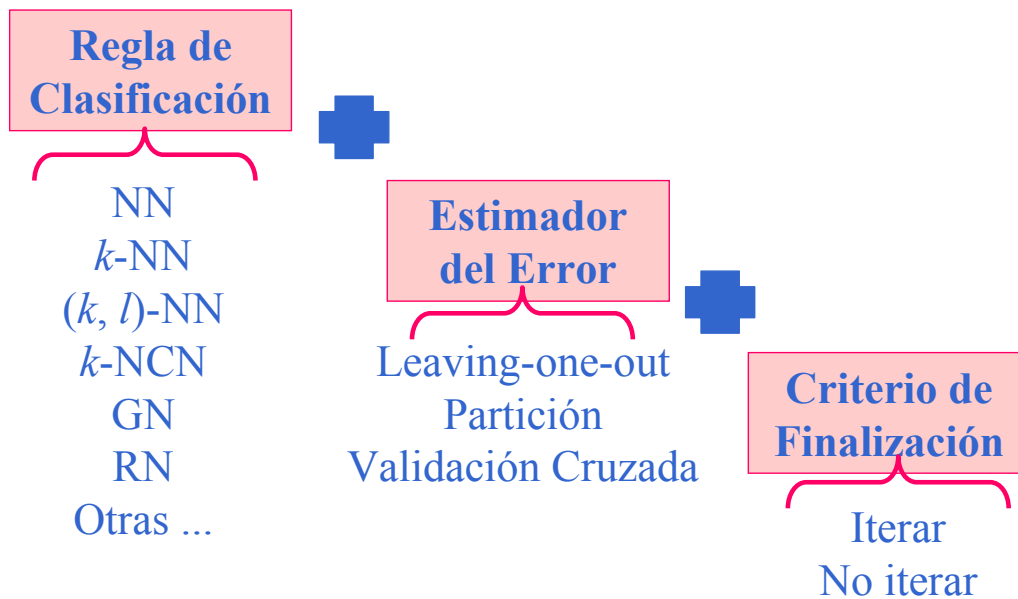 Regla de
Clasificación
NN
k-NN
(k, l)-NN
k-NCN
GN
RN
Otras ...
Estimador
del Error
Leaving-one-out
Partición
Validación Cruzada
Criterio de
Finalización
Iterar
No iterar